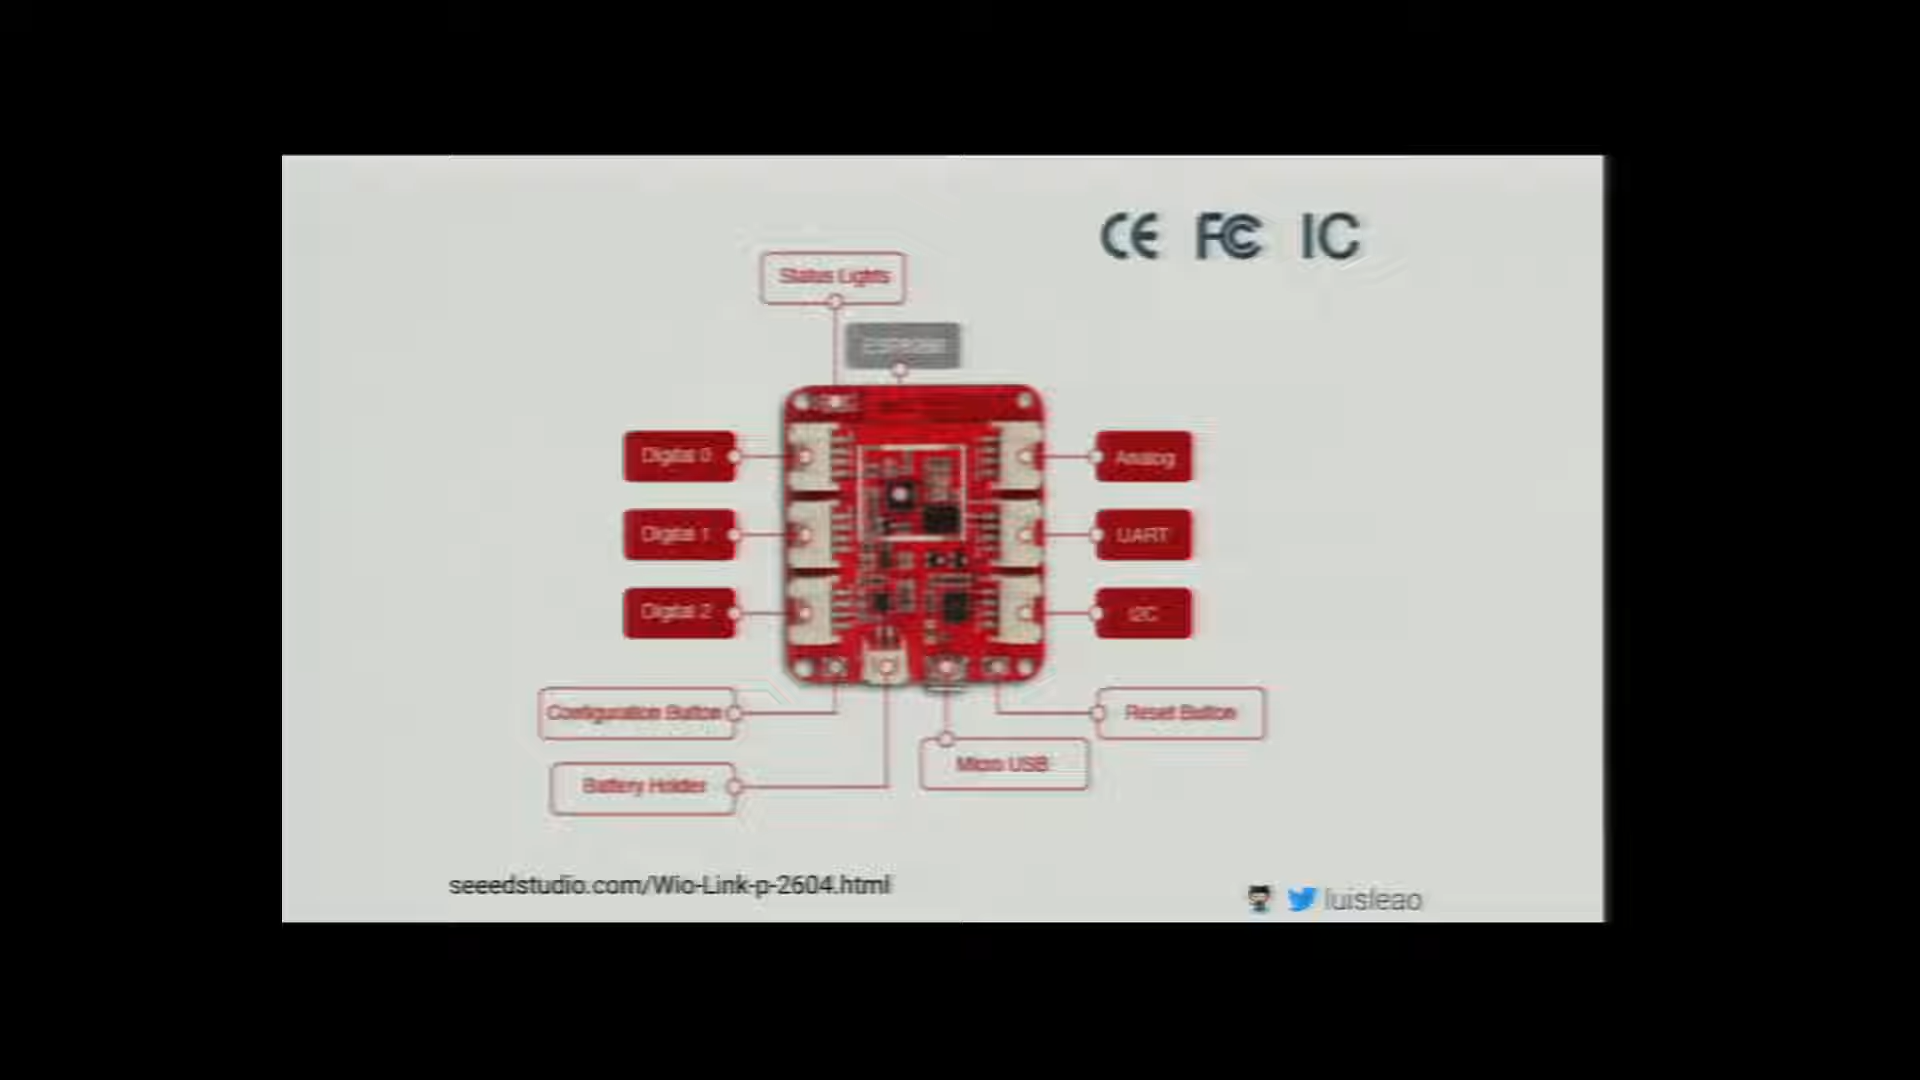 CE FC IC
Status Lights
ESP8266
Digital 0
Analog
Digital 1
UART
Digital 2
I2C
Configuration Button
Reset Button
Micro USB
Battery Holder
seeedstudio.com/Wio-Link-p-2604.html
luisleao